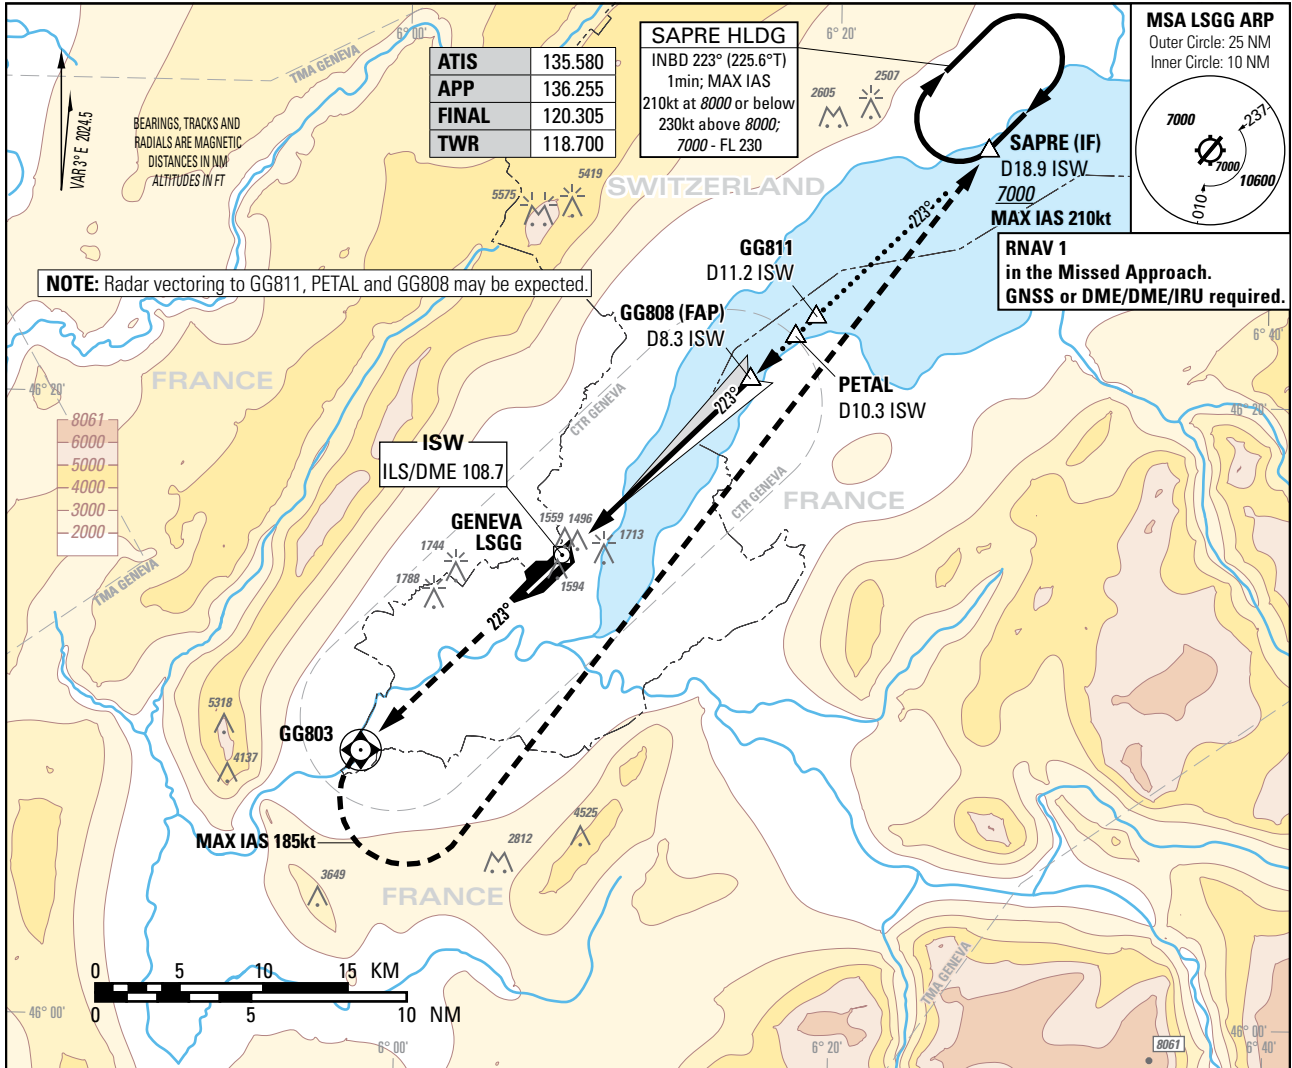 6° 00'
6° 20'
TMA GENEVA
ATIS 135.580
APP 136.255
FINAL 120.305
TWR 118.700
SAPRE HLDG
INBD 223° (225.6°T)
1min; MAX IAS
210kt at 8000 or below
230kt above 8000;
7000 - FL 230
MSA LSGG ARP
Outer Circle: 25 NM
Inner Circle: 10 NM
7000
237
7000
10600
010
VAR 3° E 2024.5
BEARINGS, TRACKS AND
RADIALS ARE MAGNETIC
DISTANCES IN NM
ALTITUDES IN FT
2605
2507
5575
5419
SWITZERLAND
SAPRE (IF)
D18.9 ISW
7000
MAX IAS 210kt
223°
RNAV 1
in the Missed Approach.
GNSS or DME/DME/IRU required.
NOTE: Radar vectoring to GG811, PETAL and GG808 may be expected.
GG811
D11.2 ISW
GG808 (FAP)
D8.3 ISW
PETAL
D10.3 ISW
223°
6° 40'
46° 20'
46° 20'
FRANCE
CTR GENEVA
8061
6000
5000
4000
3000
2000
ISW
ILS/DME 108.7
FRANCE
CTR GENEVA
GENEVA
LSGG
1559
1496
1713
1594
1744
1788
TMA GENEVA
223°
5318
4137
GG803
MAX IAS 185kt
4525
2812
3649
FRANCE
TMA GENEVA
0 5 10 15 KM
0 5 10 NM
46° 00'
46° 00'
6° 00'
6° 20'
6° 40'
8061